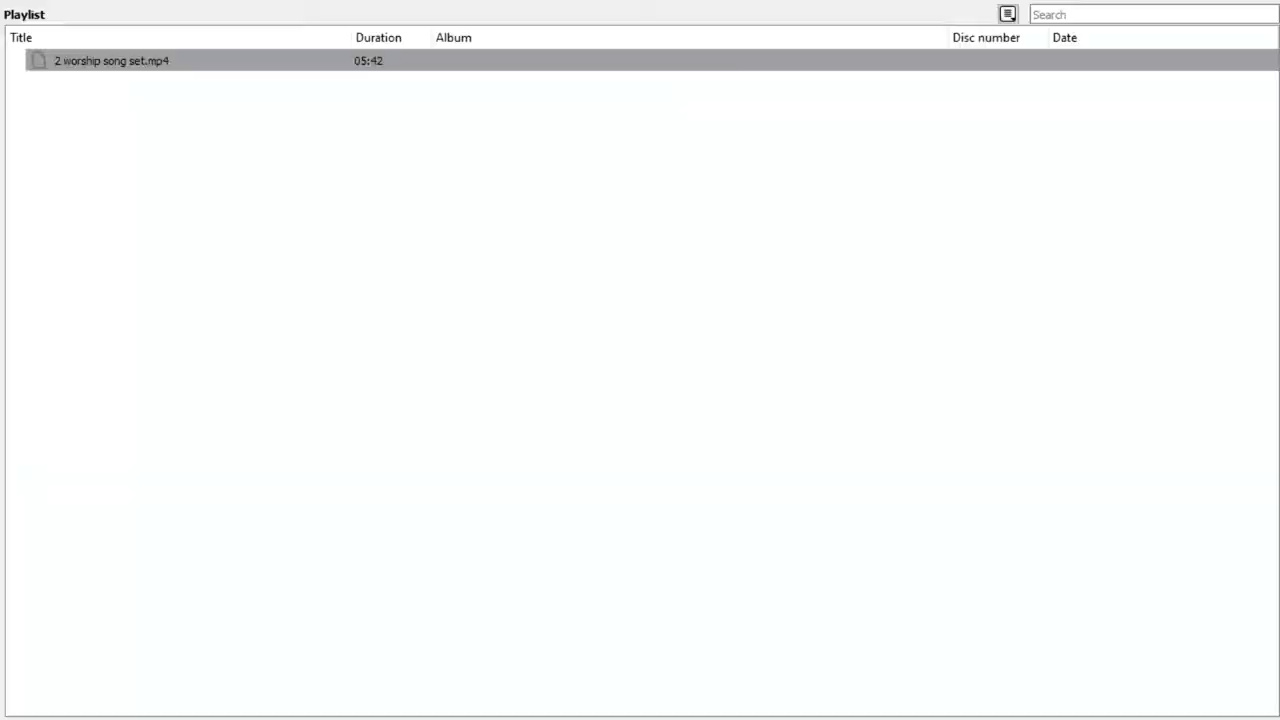 Playlist
Search
Title Duration Album Disc number Date
2 worship song set.mp4 05:42